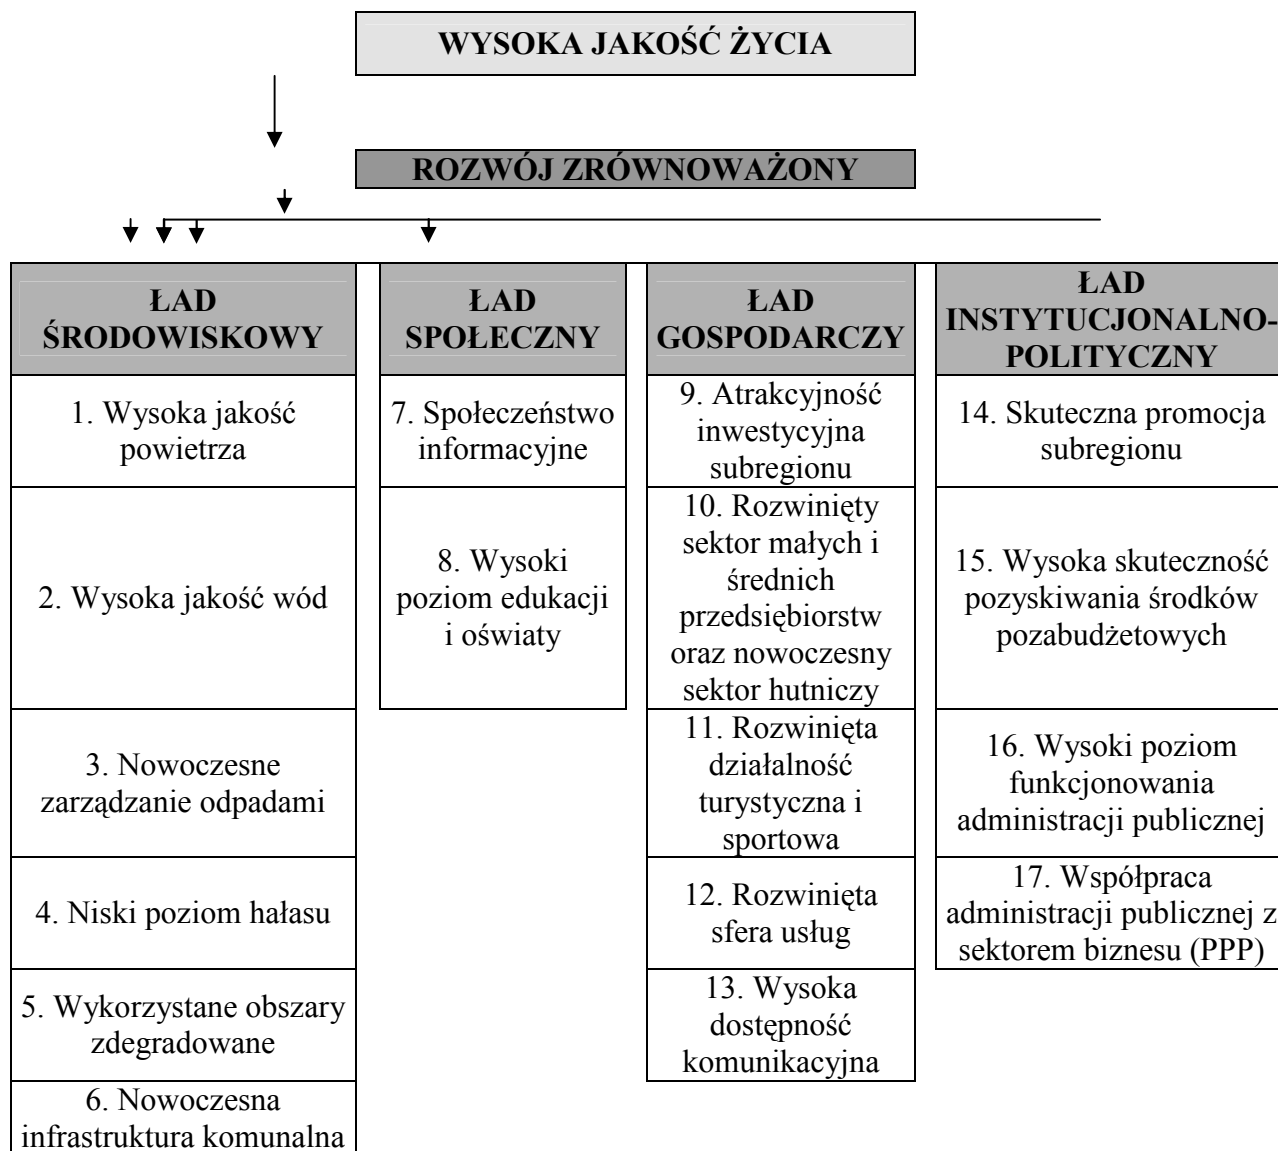 WYSOKA JAKOŚĆ ŻYCIA
ROZWÓJ ZRÓWNOWAŻONY
ŁAD
ŚRODOWISKOWY
1. Wysoka jakość
powietrza
2. Wysoka jakość wód
3. Nowoczesne
zarządzanie odpadami
4. Niski poziom hałasu
5. Wykorzystane obszary
zdegradowane
6. Nowoczesna
infrastruktura komunalna
ŁAD
SPOŁECZNY
7. Społeczeństwo
informacyjne
8. Wysoki
poziom edukacji
i oświaty
ŁAD
GOSPODARCZY
9. Atrakcyjność
inwestycyjna
subregionu
10. Rozwinięty
sektor małych i
średnich
przedsiębiorstw
oraz nowoczesny
sektor hutniczy
11. Rozwinięta
działalność
turystyczna i
sportowa
12. Rozwinięta
sfera usług
13. Wysoka
dostępność
komunikacyjna
ŁAD
INSTYTUCJONALNO-
POLITYCZNY
14. Skuteczna promocja
subregionu
15. Wysoka skuteczność
pozyskiwania środków
pozabudżetowych
16. Wysoki poziom
funkcjonowania
administracji publicznej
17. Współpraca
administracji publicznej z
sektorem biznesu (PPP)